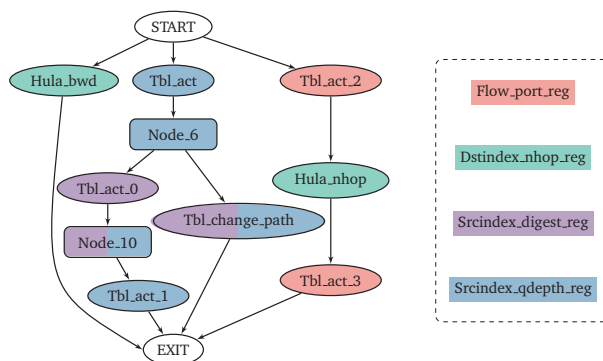 START
Hula_bwd
Tbl_act
Tbl_act_2
Flow_port_reg
Node_6
Dstindex_nhop_reg
Tbl_act_0
Hula_nhop
Tbl_change_path
Srcindex_digest_reg
Node_10
Tbl_act_1
Tbl_act_3
Srcindex_qdepth_reg
EXIT